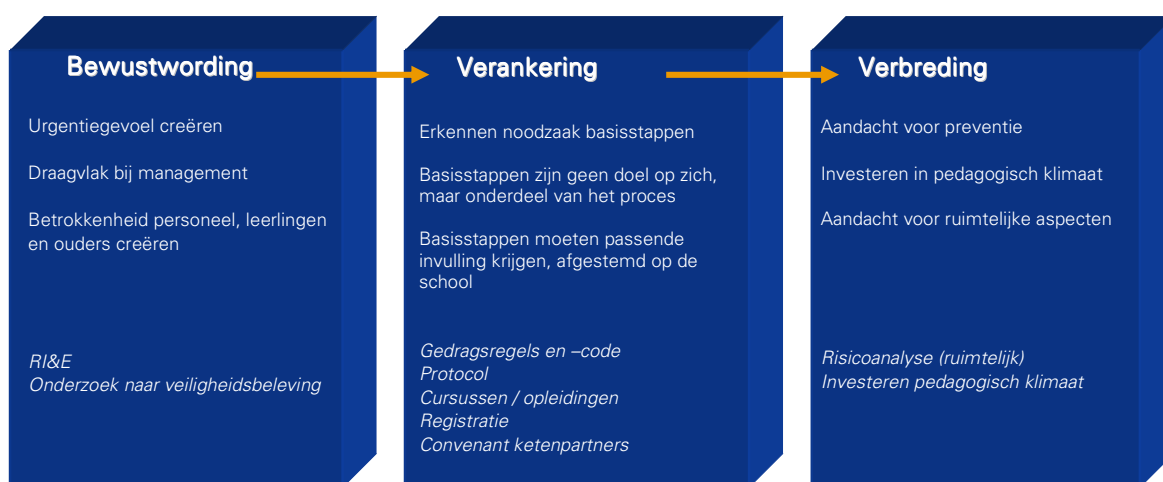 Bewustwording
Urgentiegevoel creëren
Draagvlak bij management
Betrokkenheid personeel, leerlingen
en ouders creëren
RI&E
Onderzoek naar veiligheidsbeleving
Verankering
Erkennen noodzaak basisstappen
Basisstappen zijn geen doel op zich,
maar onderdeel van het proces
Basisstappen moeten passende
invulling krijgen, afgestemd op de
school
Gedragsregels en –code
Protocol
Cursussen / opleidingen
Registratie
Convenant ketenpartners
Verbreding
Aandacht voor preventie
Investeren in pedagogisch klimaat
Aandacht voor ruimtelijke aspecten
Risicoanalyse (ruimtelijk)
Investeren pedagogisch klimaat